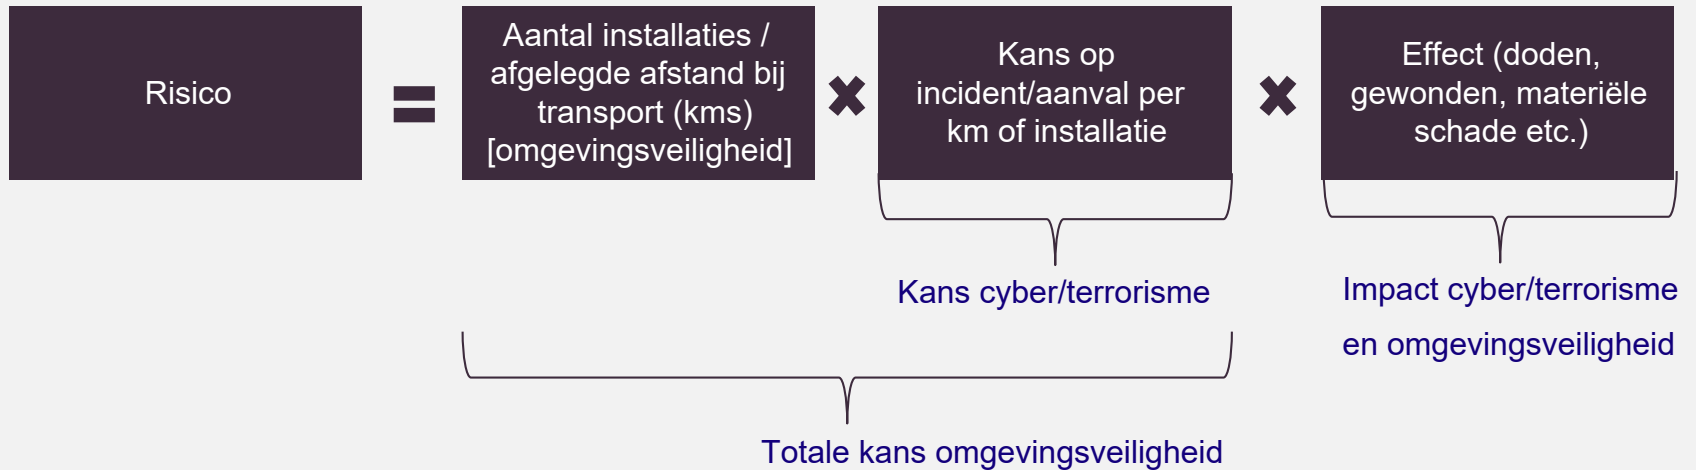 Risico
=
Aantal installaties /
afgelegde afstand bij
transport (kms)
[omgevingsveiligheid]
×
Kans op
incident/aanval per
km of installatie
×
Effect (doden,
gewonden, materiële
schade etc.)
Kans cyber/terrorisme
Impact cyber/terrorisme
en omgevingsveiligheid
Totale kans omgevingsveiligheid